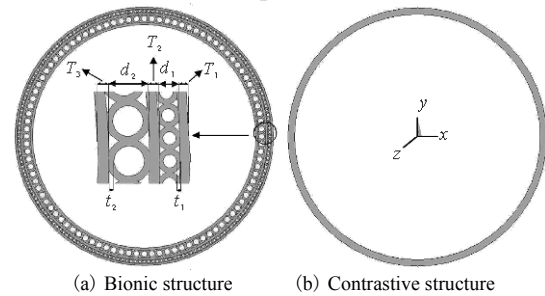 T₂
T₃ d₂ d₁ T₁
t₂ t₁
y
x
z
(a) Bionic structure (b) Contrastive structure